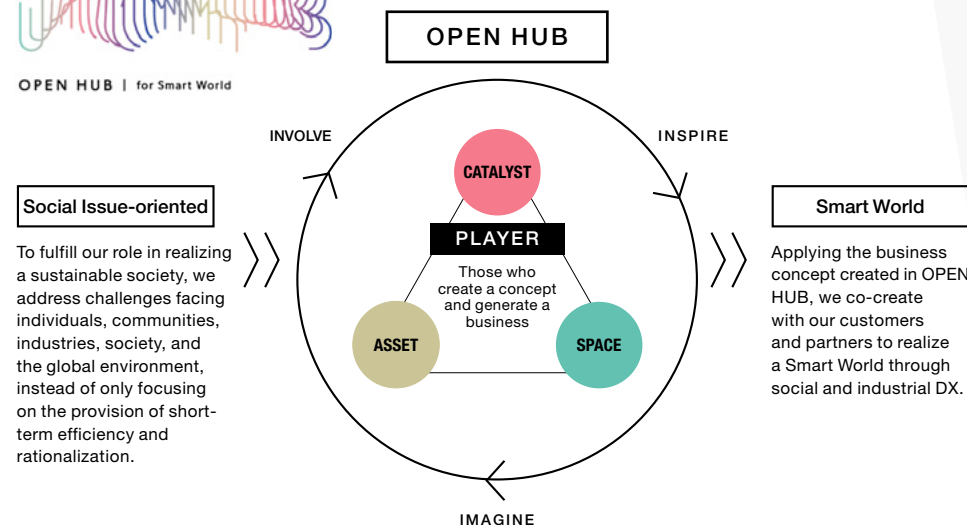 OPEN HUB | for Smart World
OPEN HUB
INVOLVE
INSPIRE
CATALYST
PLAYER
Those who
create a concept
and generate a
business
ASSET
SPACE
IMAGINE
Social Issue-oriented
To fulfill our role in realizing
a sustainable society, we
address challenges facing
individuals, communities,
industries, society, and
the global environment,
instead of only focusing
on the provision of short-
term efficiency and
rationalization.
Smart World
Applying the business
concept created in OPEN
HUB, we co-create
with our customers
and partners to realize
a Smart World through
social and industrial DX.